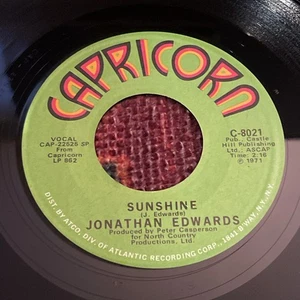 CAPRICORN
VOCAL
CAP-22526 SP
From
Capricorn
LP 862
C-8021
Pub., Castle
Hill Publishing
Ltd., ASCAP
Time: 2:16
℗ 1971
SUNSHINE
(J. Edwards)
JONATHAN EDWARDS
Produced by Peter Casperson
for North Country
Productions, Ltd
DIST. BY ATCO, DIV. OF ATLANTIC RECORDING CORP., 1841 B'WAY, N.Y. N.Y.